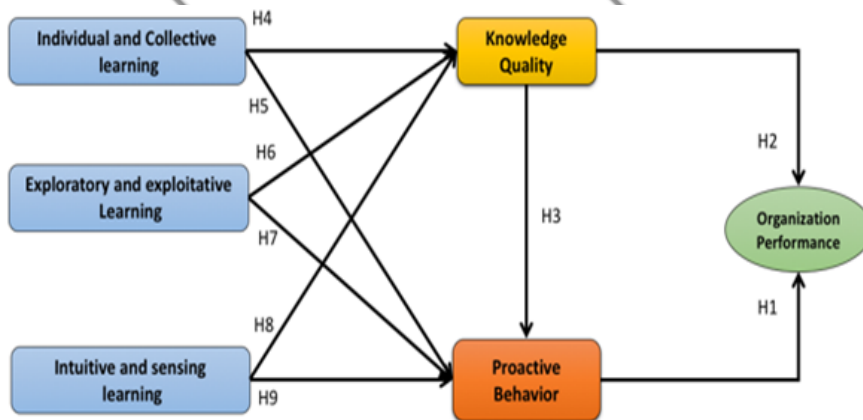 H4
Individual and Collective
learning
Knowledge
Quality
H5
H2
H6
Exploratory and exploitative
Learning
H3
Organization
Performance
H7
H1
H8
Intuitive and sensing
learning
Proactive
Behavior
H9